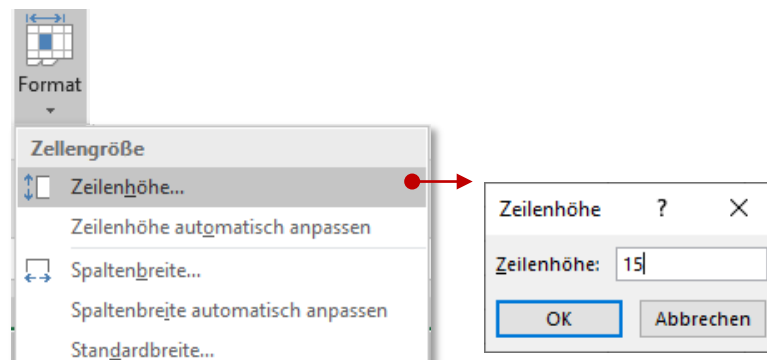 Format
Zellengröße
Zeilenhöhe...
Zeilenhöhe automatisch anpassen
Spaltenbreite...
Spaltenbreite automatisch anpassen
Standardbreite...
Zeilenhöhe ? ×
Zeilenhöhe: 15
OK Abbrechen